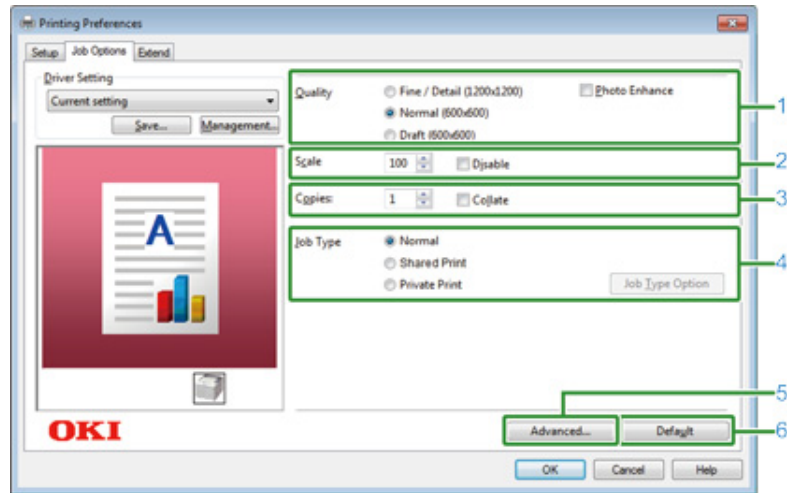 Printing Preferences
Setup Job Options Extend
Driver Setting
Current setting
Save... Management...
A
OKI
Quality
Fine / Detail (1200x1200)
Photo Enhance
Normal (600x600)
Draft (600x600)
1
Scale
100
Disable
2
Copies:
1
Collate
3
Job Type
Normal
Shared Print
Private Print
Job Type Option
4
5
Advanced...
Default
6
OK
Cancel
Help